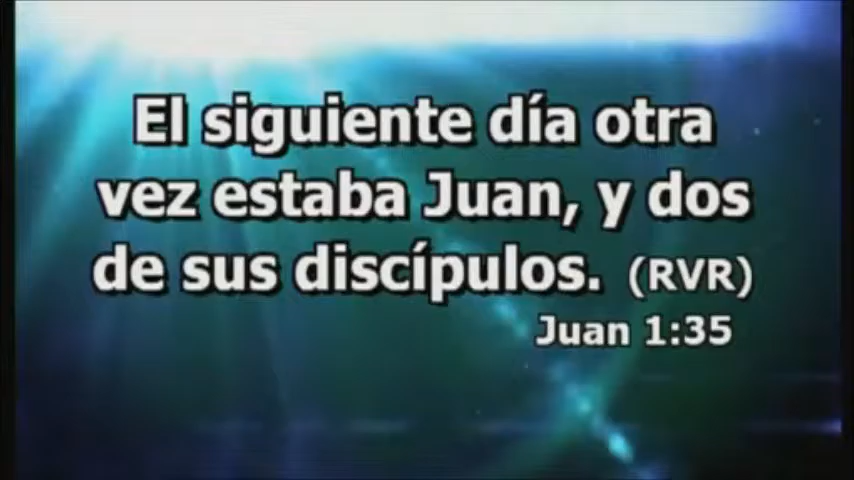 El siguiente día otra
vez estaba Juan, y dos
de sus discípulos. (RVR)
Juan 1:35